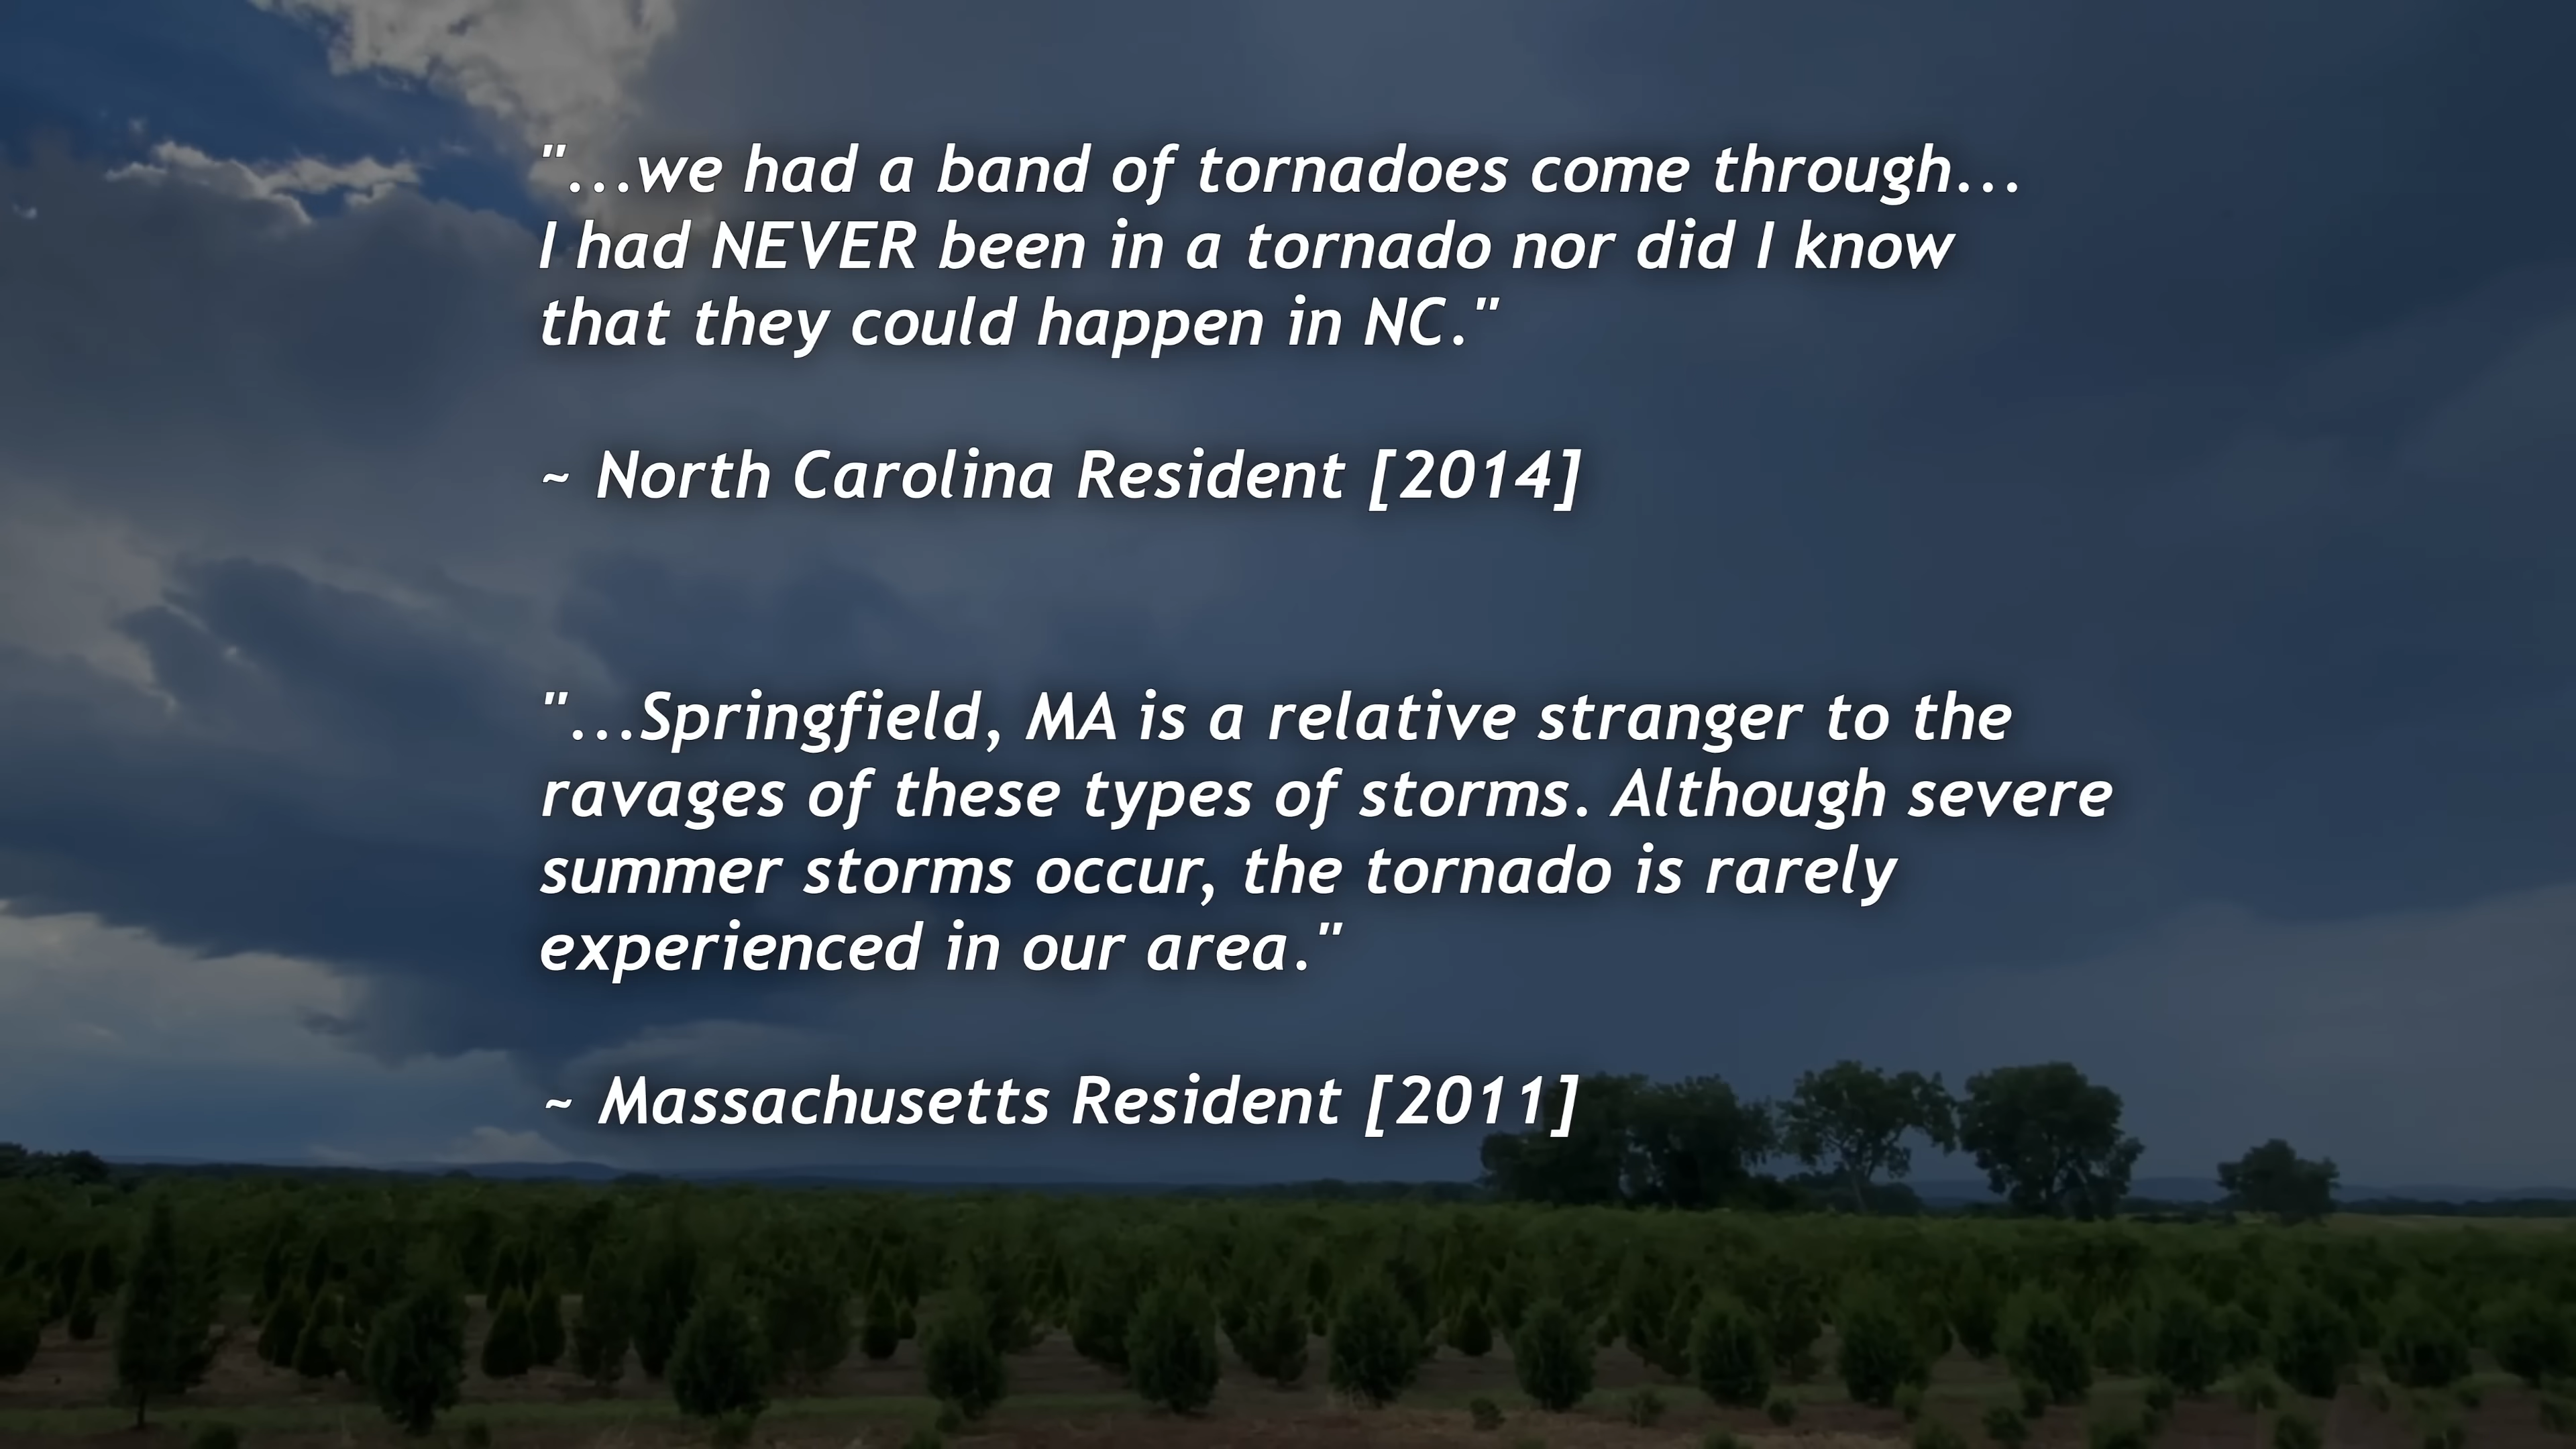 "...we had a band of tornadoes come through...
I had NEVER been in a tornado nor did I know
that they could happen in NC."
~ North Carolina Resident [2014]
"...Springfield, MA is a relative stranger to the
ravages of these types of storms. Although severe
summer storms occur, the tornado is rarely
experienced in our area."
~ Massachusetts Resident [2011]